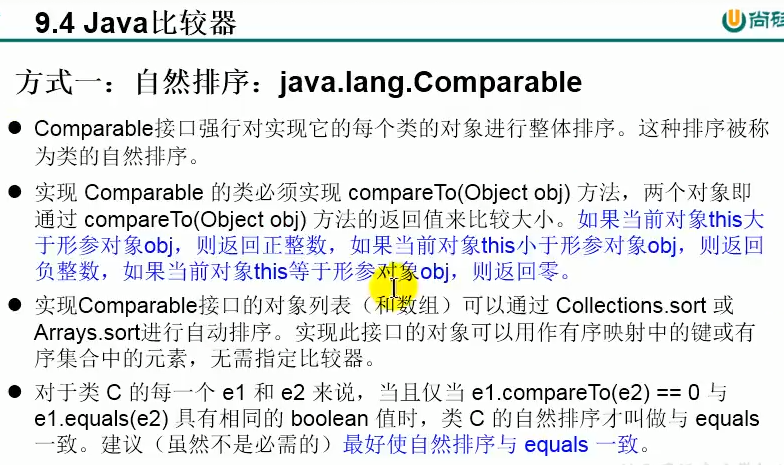 9.4 Java比较器
尚硅
方式一：自然排序：java.lang.Comparable
● Comparable接口强行对实现它的每个类的对象进行整体排序。这种排序被称
为类的自然排序。
● 实现 Comparable 的类必须实现 compareTo(Object obj) 方法，两个对象即
通过 compareTo(Object obj) 方法的返回值来比较大小。如果当前对象this大
于形参对象obj，则返回正整数，如果当前对象this小于形参对象obj，则返回
负整数，如果当前对象this等于形参对象obj，则返回零。
● 实现Comparable接口的对象列表（和数组）可以通过 Collections.sort 或
Arrays.sort进行自动排序。实现此接口的对象可以用作有序映射中的键或有
序集合中的元素，无需指定比较器。
● 对于类 C 的每一个 e1 和 e2 来说，当且仅当 e1.compareTo(e2) == 0 与
e1.equals(e2) 具有相同的 boolean 值时，类 C 的自然排序才叫做与 equals
一致。建议（虽然不是必需的）最好使自然排序与 equals 一致。